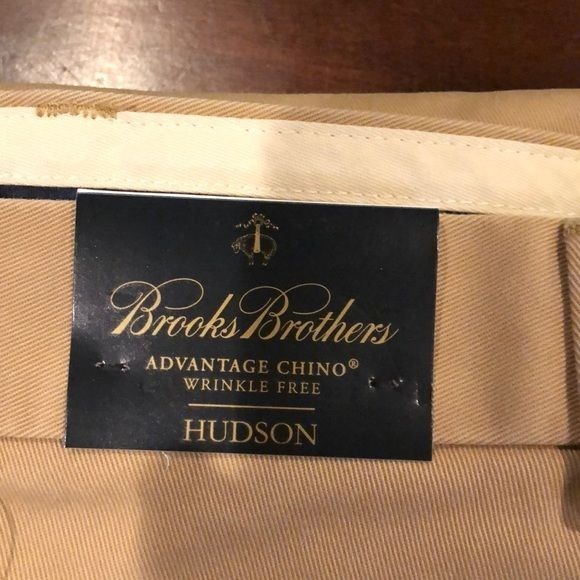 Brooks Brothers
ADVANTAGE CHINO®
WRINKLE FREE
HUDSON